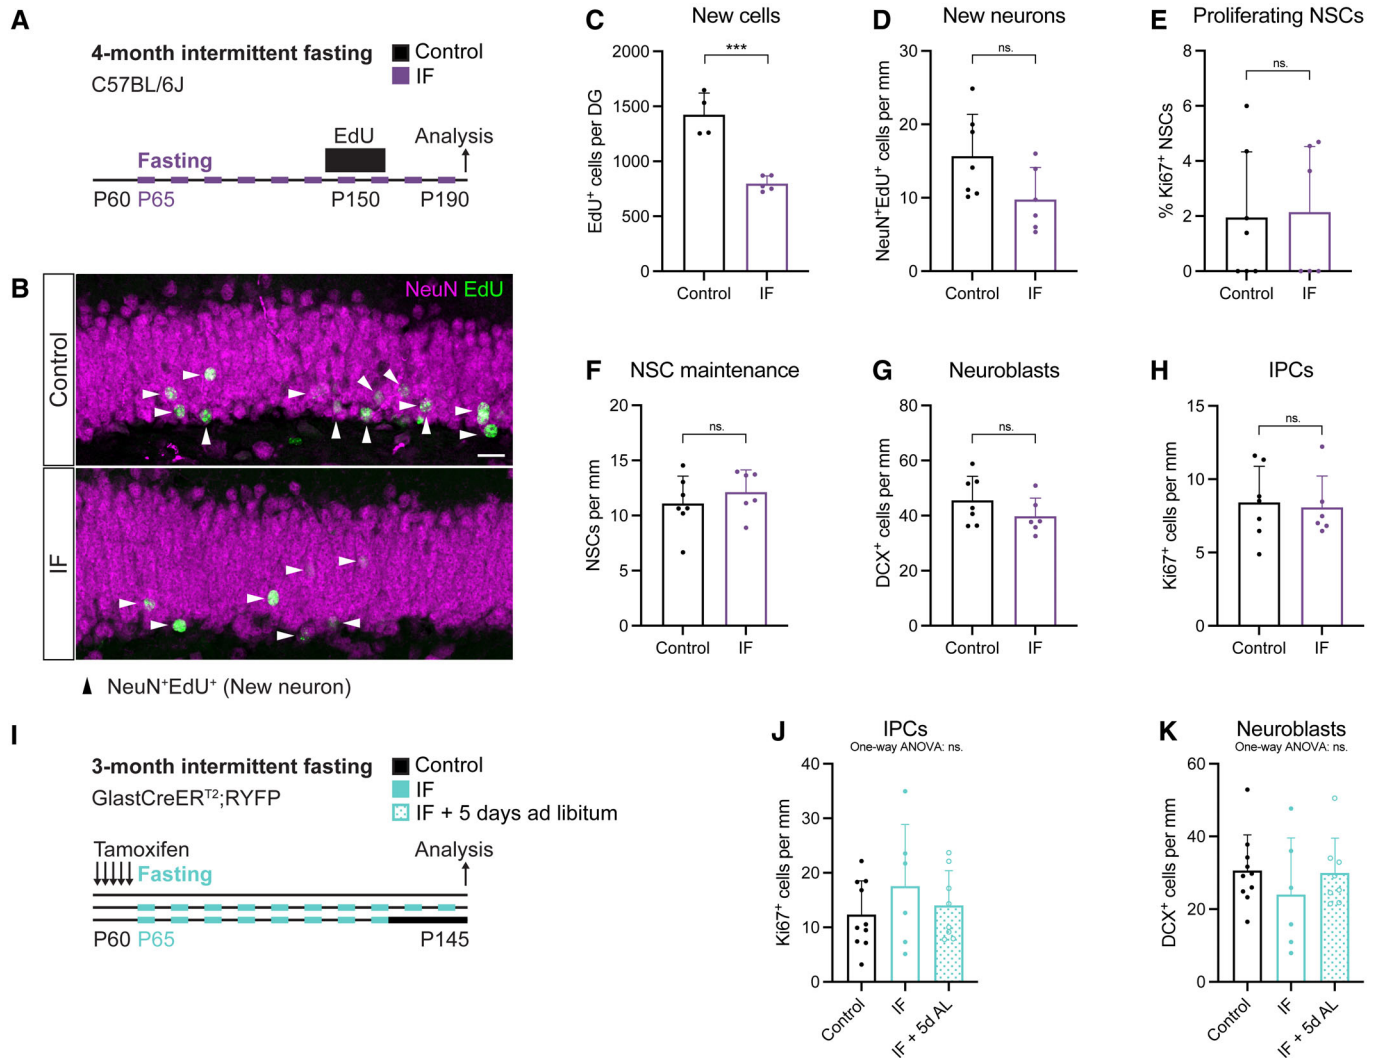 A
4-month intermittent fasting
C57BL/6J
Control
IF
EdU
Analysis
Fasting
P60 P65 P150 P190
B
Control
NeuN EdU
IF
NeuN⁺EdU⁺ (New neuron)
C New cells
***
EdU⁺ cells per DG
2000
1500
1000
500
0
Control IF
D New neurons
ns.
NeuN⁺EdU⁺ cells per mm
30
20
10
0
Control IF
E Proliferating NSCs
ns.
% Ki67⁺ NSCs
8
6
4
2
0
Control IF
F NSC maintenance
ns.
NSCs per mm
20
15
10
5
0
Control IF
G Neuroblasts
ns.
DCX⁺ cells per mm
80
60
40
20
0
Control IF
H IPCs
ns.
Ki67⁺ cells per mm
15
10
5
0
Control IF
I
3-month intermittent fasting
GlastCreERᵀ²;RYFP
Control
IF
IF + 5 days ad libitum
Tamoxifen
Analysis
Fasting
P60 P65 P145
J IPCs
One-way ANOVA: ns.
Ki67⁺ cells per mm
40
30
20
10
0
Control IF IF + 5d AL
K Neuroblasts
One-way ANOVA: ns.
DCX⁺ cells per mm
60
40
20
0
Control IF IF + 5d AL